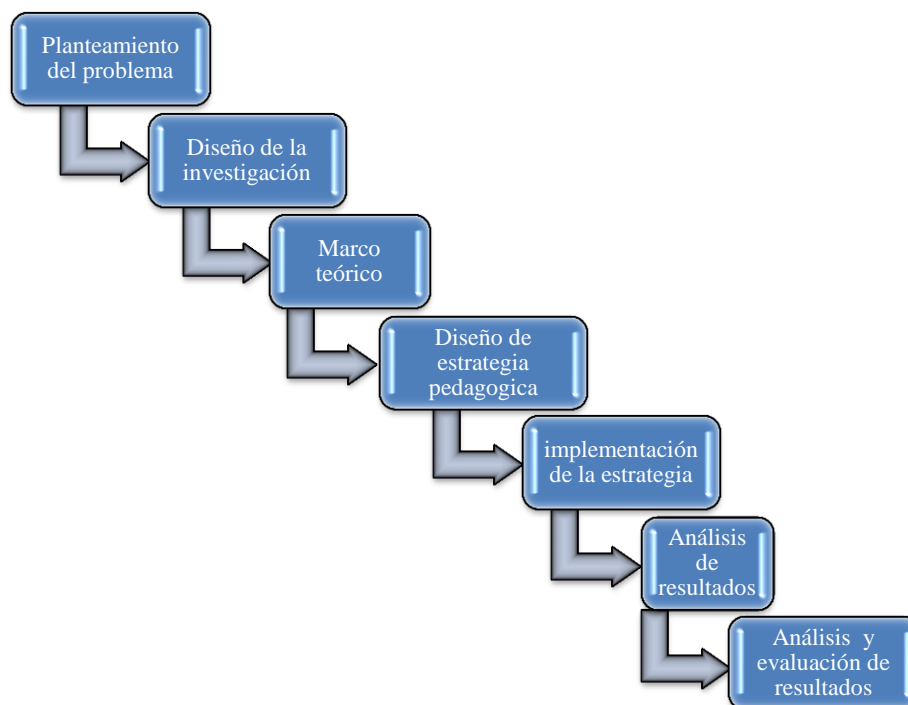 Planteamiento
del problema
Diseño de la
investigación
Marco
teórico
Diseño de
estrategia
pedagogica
implementación
de la estrategia
Análisis
de
resultados
Análisis y
evaluación de
resultados